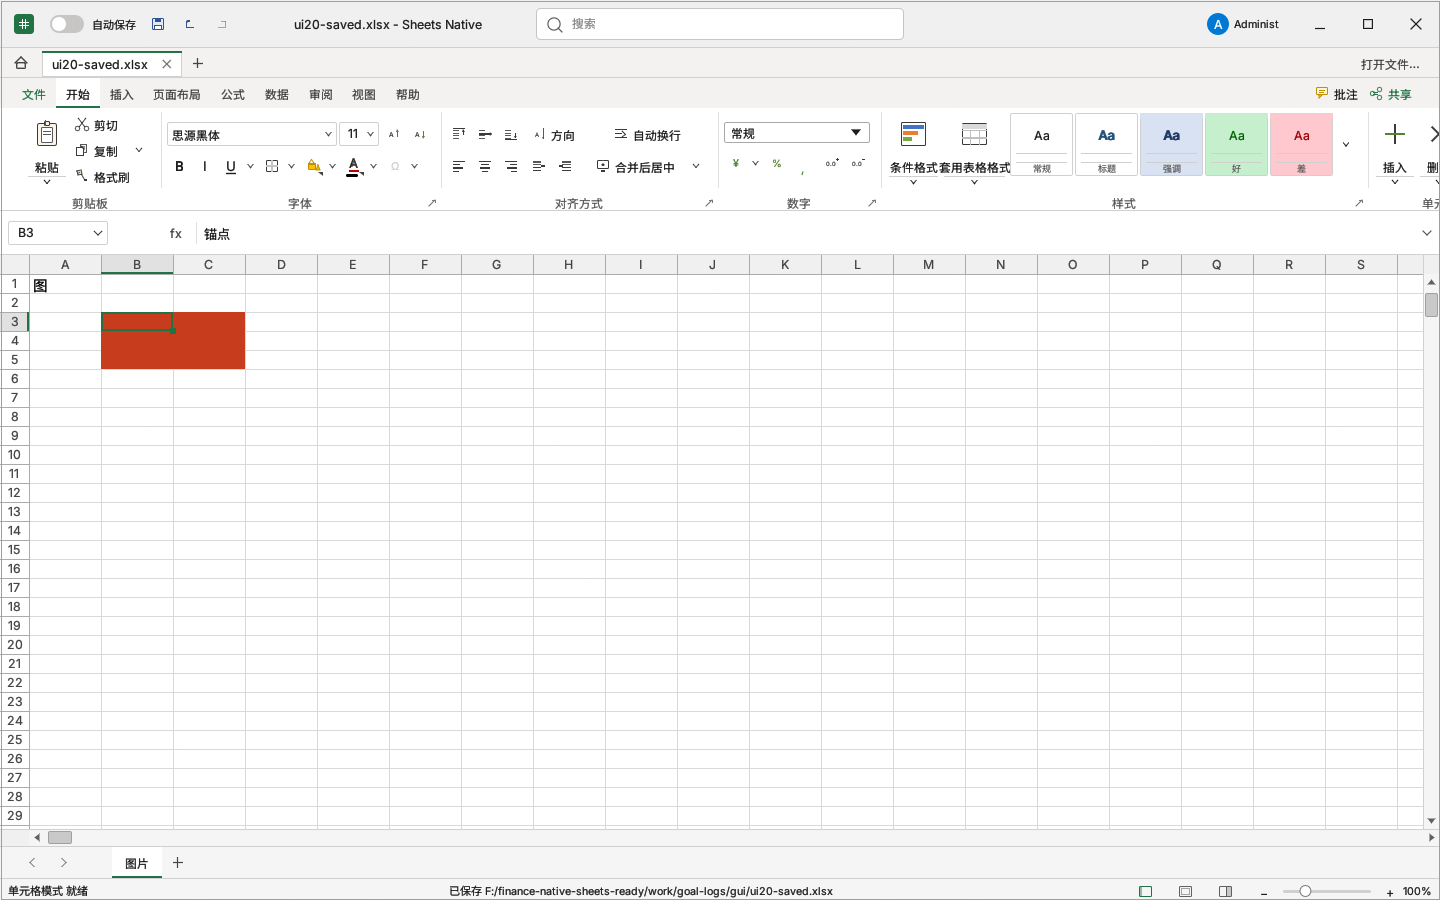 自动保存
ui20-saved.xlsx - Sheets Native
搜索
A Administ
ui20-saved.xlsx
打开文件...
文件 开始 插入 页面布局 公式 数据 审阅 视图 帮助
批注 共享
粘贴 剪切 复制 格式刷
剪贴板
思源黑体 11 A A
B I U A Ω
字体
方向 自动换行
合并后居中
对齐方式
常规
¥ % , 0.0 0.0
数字
条件格式 套用表格格式
Aa 常规
Aa 标题
Aa 强调
Aa 好
Aa 差
样式
插入 删
单元
B3 fx 锚点
A B C D E F G H I J K L M N O P Q R S
1 图
2
3
4
5
6
7
8
9
10
11
12
13
14
15
16
17
18
19
20
21
22
23
24
25
26
27
28
29
图片
单元格模式 就绪
已保存 F:/finance-native-sheets-ready/work/goal-logs/gui/ui20-saved.xlsx
– + 100%